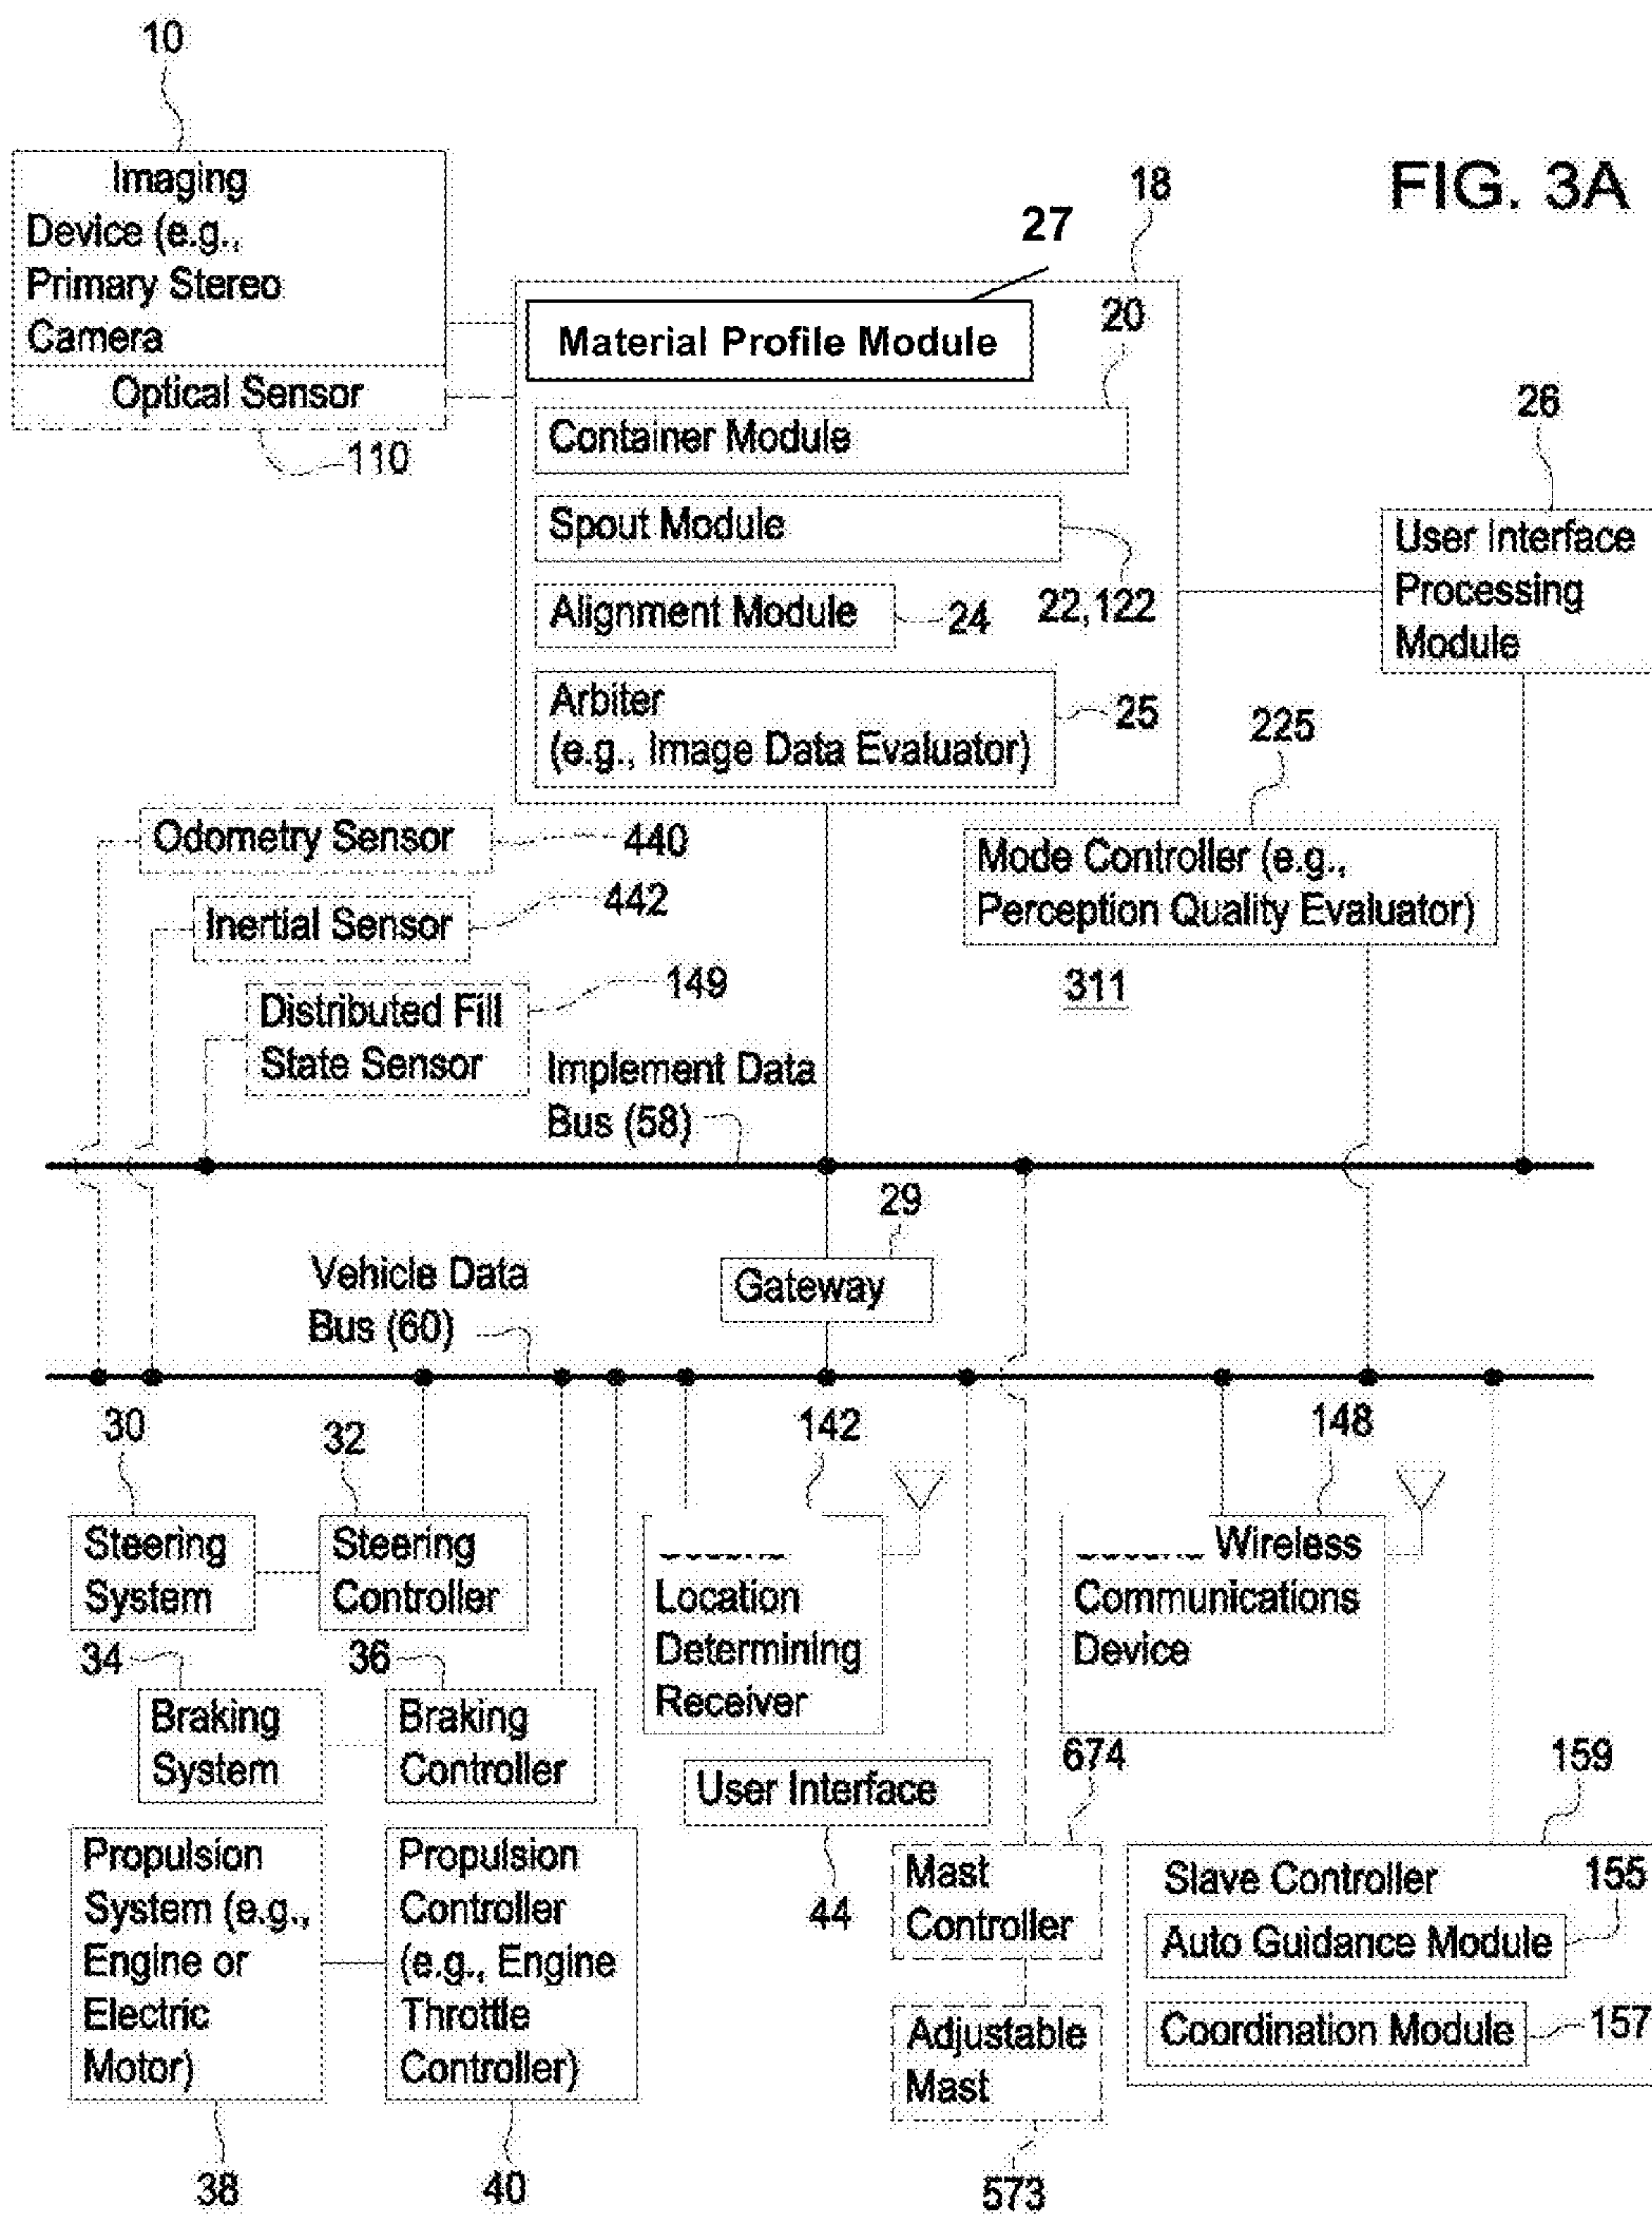 10
FIG. 3A
Imaging
Device (e.g.,
Primary Stereo
Camera
Optical Sensor
110
18
27
Material Profile Module
20
Container Module
Spout Module
22,122
Alignment Module
24
Arbiter
(e.g., Image Data Evaluator)
25
26
User Interface
Processing
Module
225
Mode Controller (e.g.,
Perception Quality Evaluator)
311
Odometry Sensor
440
Inertial Sensor
442
Distributed Fill
State Sensor
149
Implement Data
Bus (58)
29
Gateway
Vehicle Data
Bus (60)
30
Steering
System
32
Steering
Controller
34
Braking
System
36
Braking
Controller
Propulsion
System (e.g.,
Engine or
Electric
Motor)
38
Propulsion
Controller
(e.g., Engine
Throttle
Controller)
40
142
Location
Determining
Receiver
User Interface
44
148
Wireless
Communications
Device
674
Mast
Controller
Adjustable
Mast
573
159
Slave Controller
155
Auto Guidance Module
Coordination Module
157